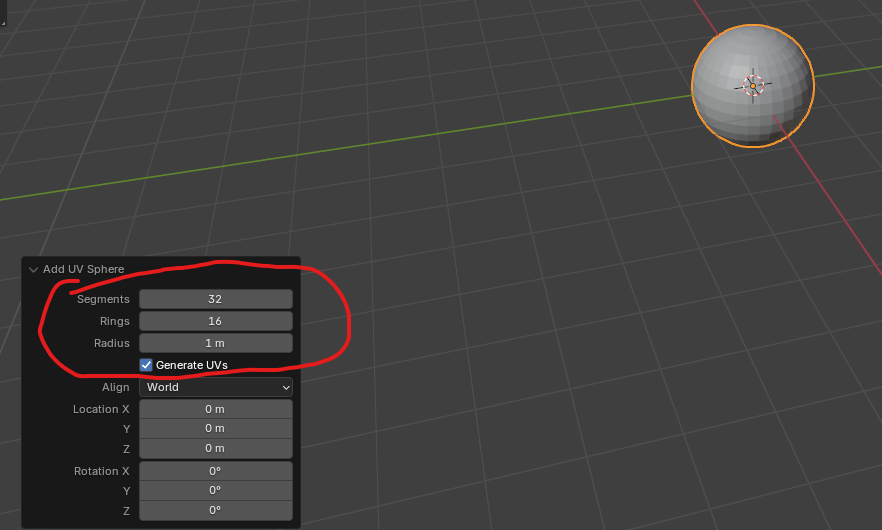 Add UV Sphere
Segments 32
Rings 16
Radius 1 m
Generate UVs
Align World
Location X 0 m
Y 0 m
Z 0 m
Rotation X 0°
Y 0°
Z 0°